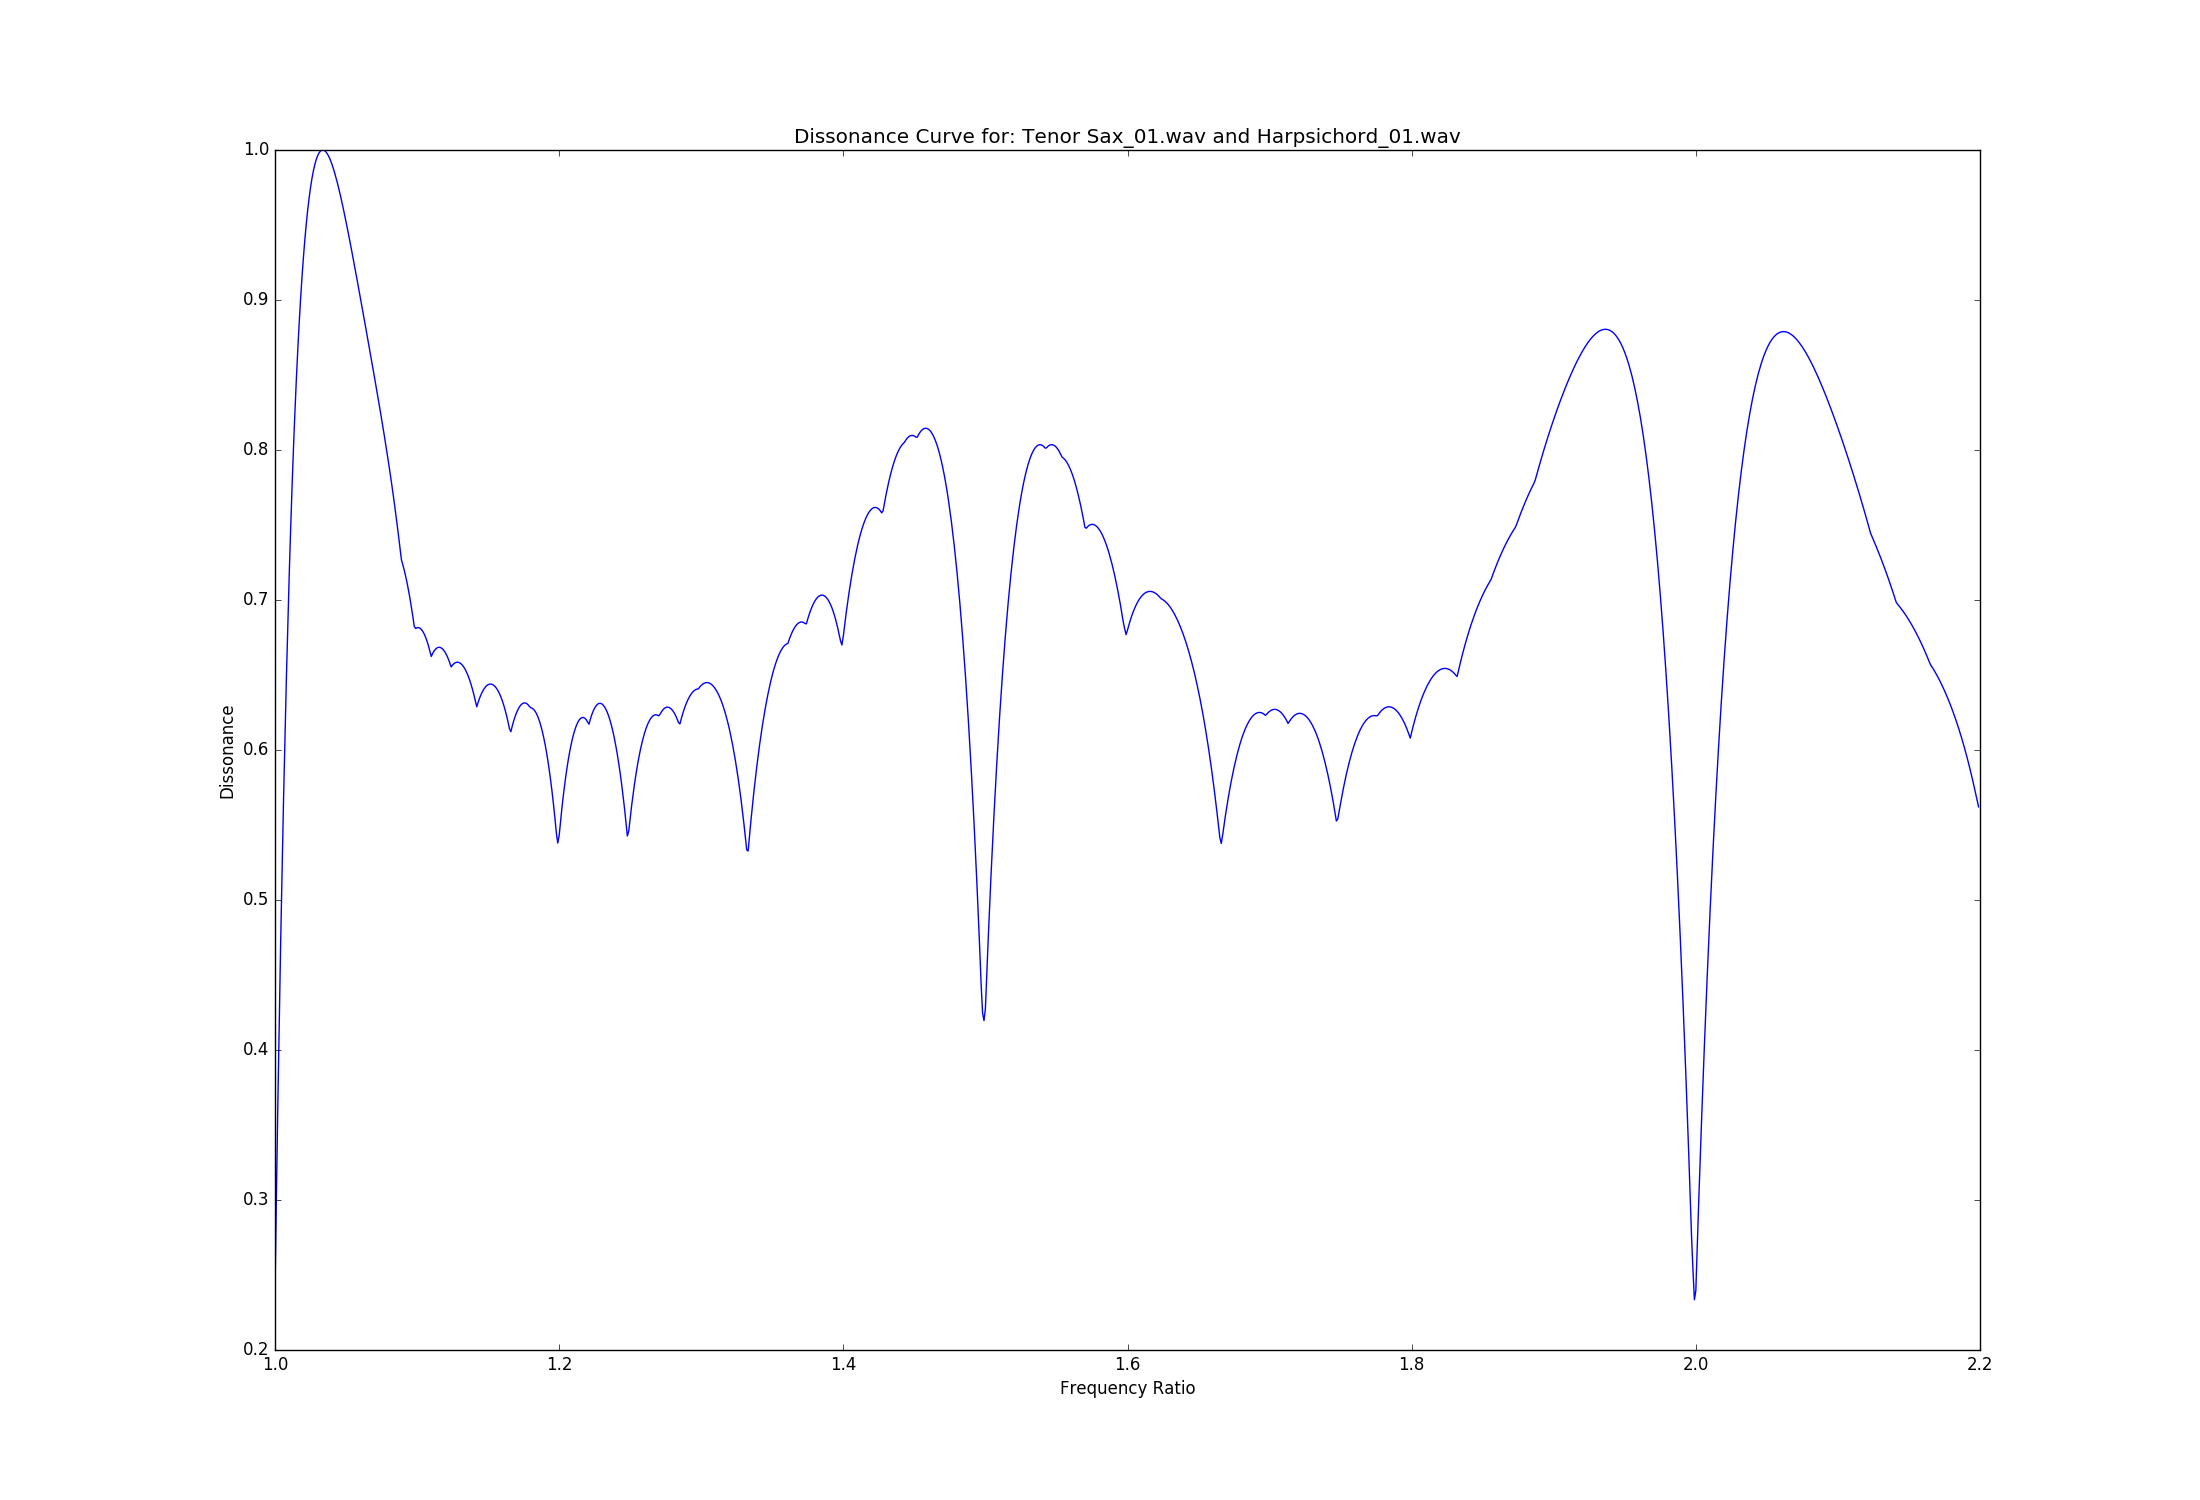 Dissonance Curve for: Tenor Sax_01.wav and Harpsichord_01.wav
1.0
0.9
0.8
0.7
0.6
0.5
0.4
0.3
0.2
Dissonance
1.0 1.2 1.4 1.6 1.8 2.0 2.2
Frequency Ratio